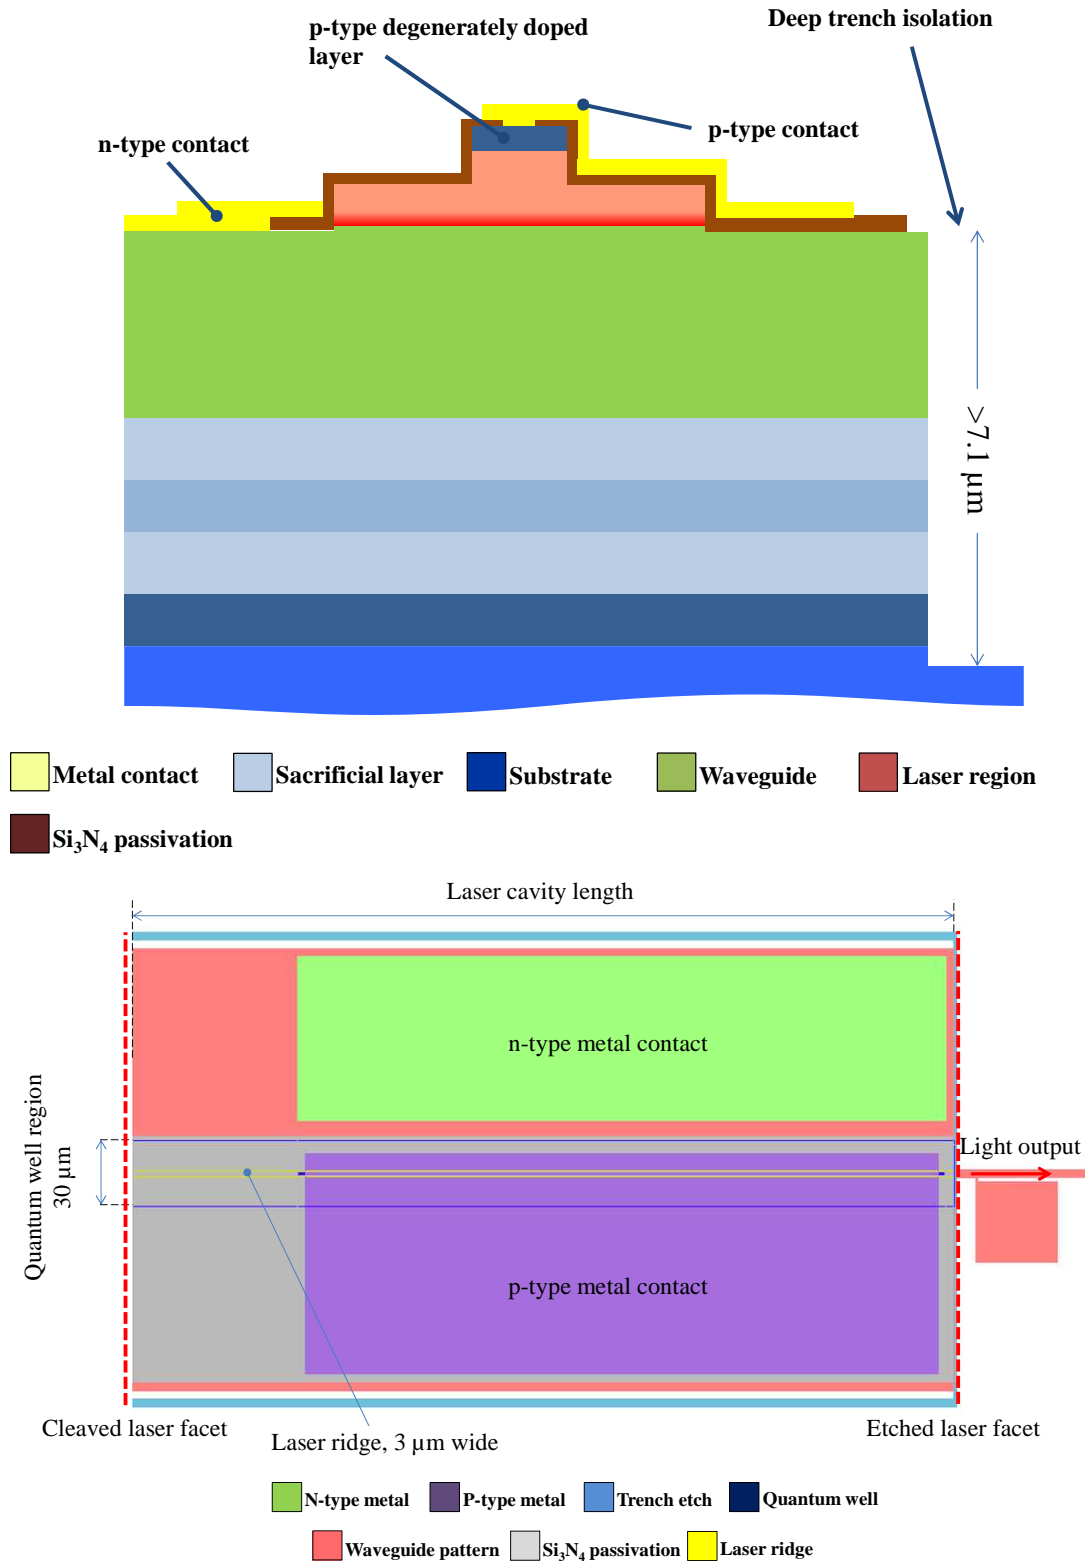 p-type degenerately doped
layer
Deep trench isolation
n-type contact
p-type contact
>7.1 µm
Metal contact
Sacrificial layer
Substrate
Waveguide
Laser region
Si₃N₄ passivation
Laser cavity length
n-type metal contact
Quantum well region
30 µm
Light output
p-type metal contact
Cleaved laser facet
Etched laser facet
Laser ridge, 3 µm wide
N-type metal
P-type metal
Trench etch
Quantum well
Waveguide pattern
Si₃N₄ passivation
Laser ridge